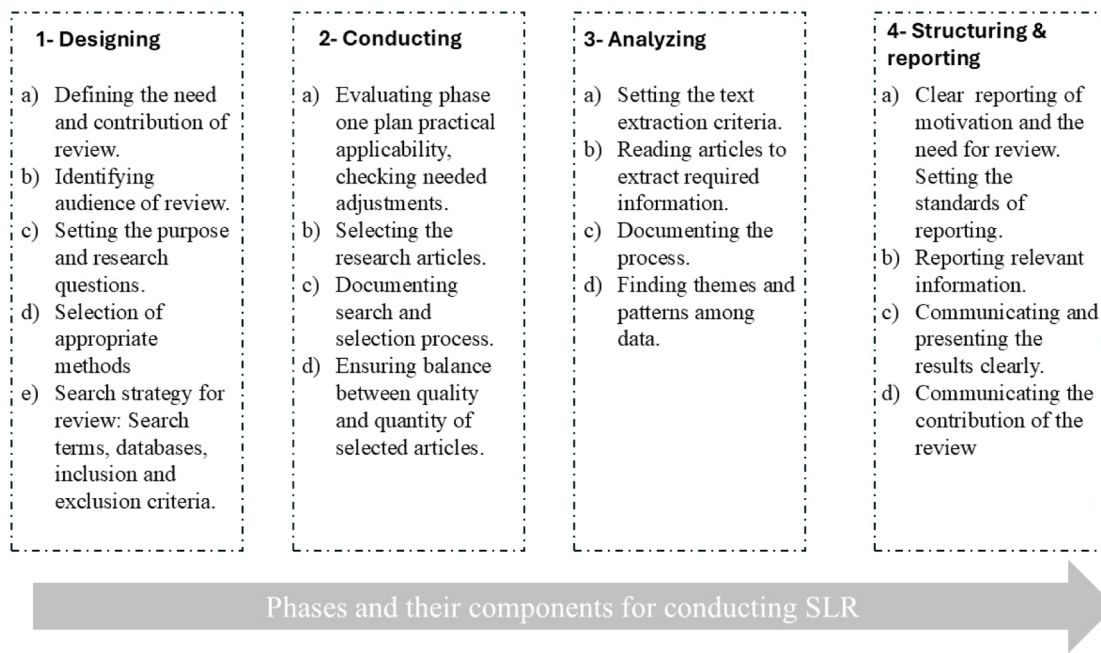 1- Designing
a) Defining the need
and contribution of
review.
b) Identifying
audience of review.
c) Setting the purpose
and research
questions.
d) Selection of
appropriate
methods
e) Search strategy for
review: Search
terms, databases,
inclusion and
exclusion criteria.
2- Conducting
a) Evaluating phase
one plan practical
applicability,
checking needed
adjustments.
b) Selecting the
research articles.
c) Documenting
search and
selection process.
d) Ensuring balance
between quality
and quantity of
selected articles.
3- Analyzing
a) Setting the text
extraction criteria.
b) Reading articles to
extract required
information.
c) Documenting the
process.
d) Finding themes and
patterns among
data.
4- Structuring &
reporting
a) Clear reporting of
motivation and the
need for review.
Setting the
standards of
reporting.
b) Reporting relevant
information.
c) Communicating and
presenting the
results clearly.
d) Communicating the
contribution of the
review
Phases and their components for conducting SLR